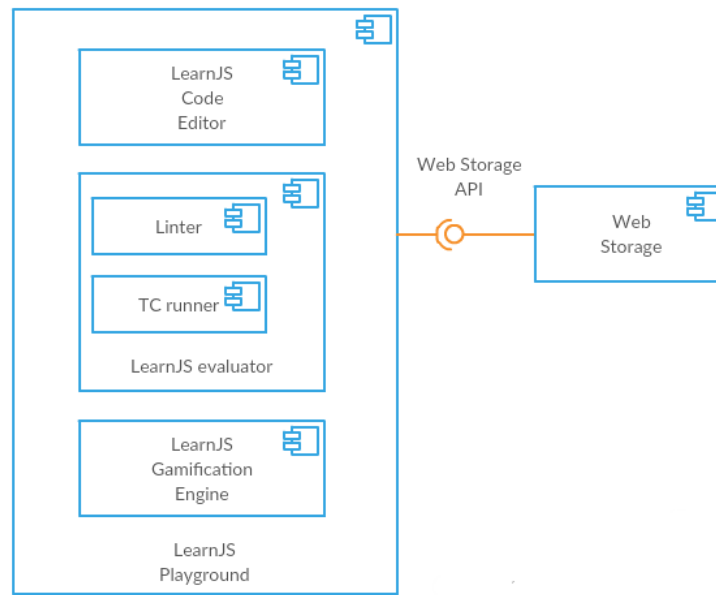 LearnJS
Code
Editor
Linter
TC runner
LearnJS evaluator
LearnJS
Gamification
Engine
LearnJS
Playground
Web Storage
API
Web
Storage